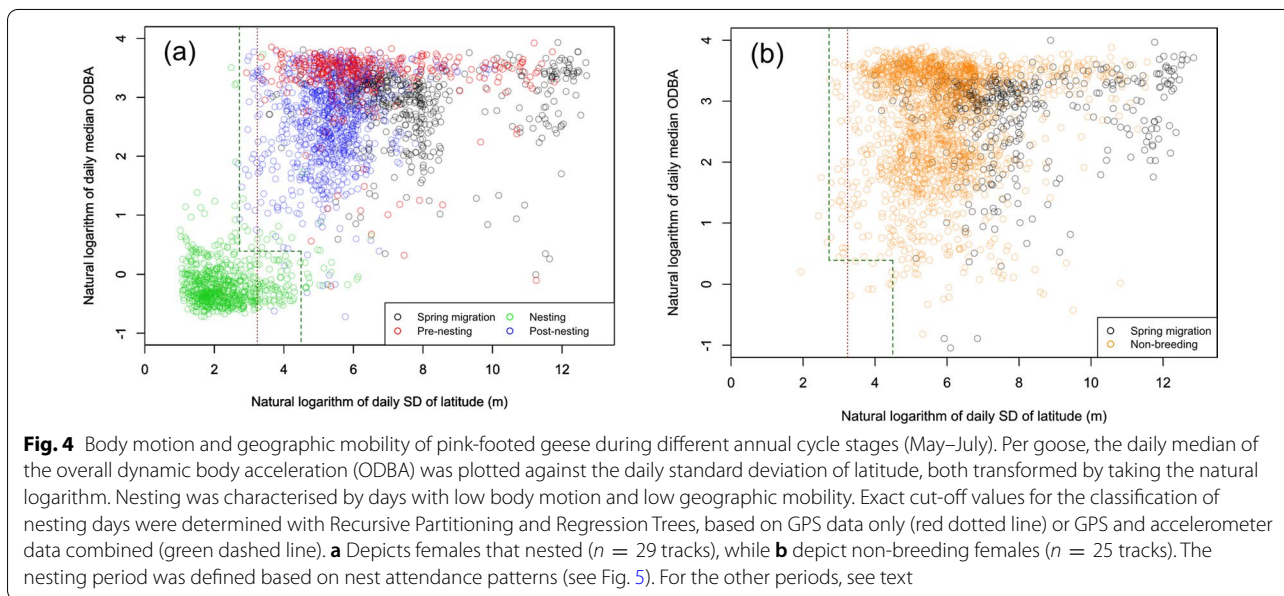 (a)
Natural logarithm of daily median ODBA
4
3
2
1
0
-1
0 2 4 6 8 10 12
Natural logarithm of daily SD of latitude (m)
Spring migration
Pre-nesting
Nesting
Post-nesting
(b)
Natural logarithm of daily median ODBA
4
3
2
1
0
-1
0 2 4 6 8 10 12
Natural logarithm of daily SD of latitude (m)
Spring migration
Non-breeding
Fig. 4 Body motion and geographic mobility of pink-footed geese during different annual cycle stages (May–July). Per goose, the daily median of
the overall dynamic body acceleration (ODBA) was plotted against the daily standard deviation of latitude, both transformed by taking the natural
logarithm. Nesting was characterised by days with low body motion and low geographic mobility. Exact cut-off values for the classification of
nesting days were determined with Recursive Partitioning and Regression Trees, based on GPS data only (red dotted line) or GPS and accelerometer
data combined (green dashed line). a Depicts females that nested (n = 29 tracks), while b depict non-breeding females (n = 25 tracks). The
nesting period was defined based on nest attendance patterns (see Fig. 5). For the other periods, see text